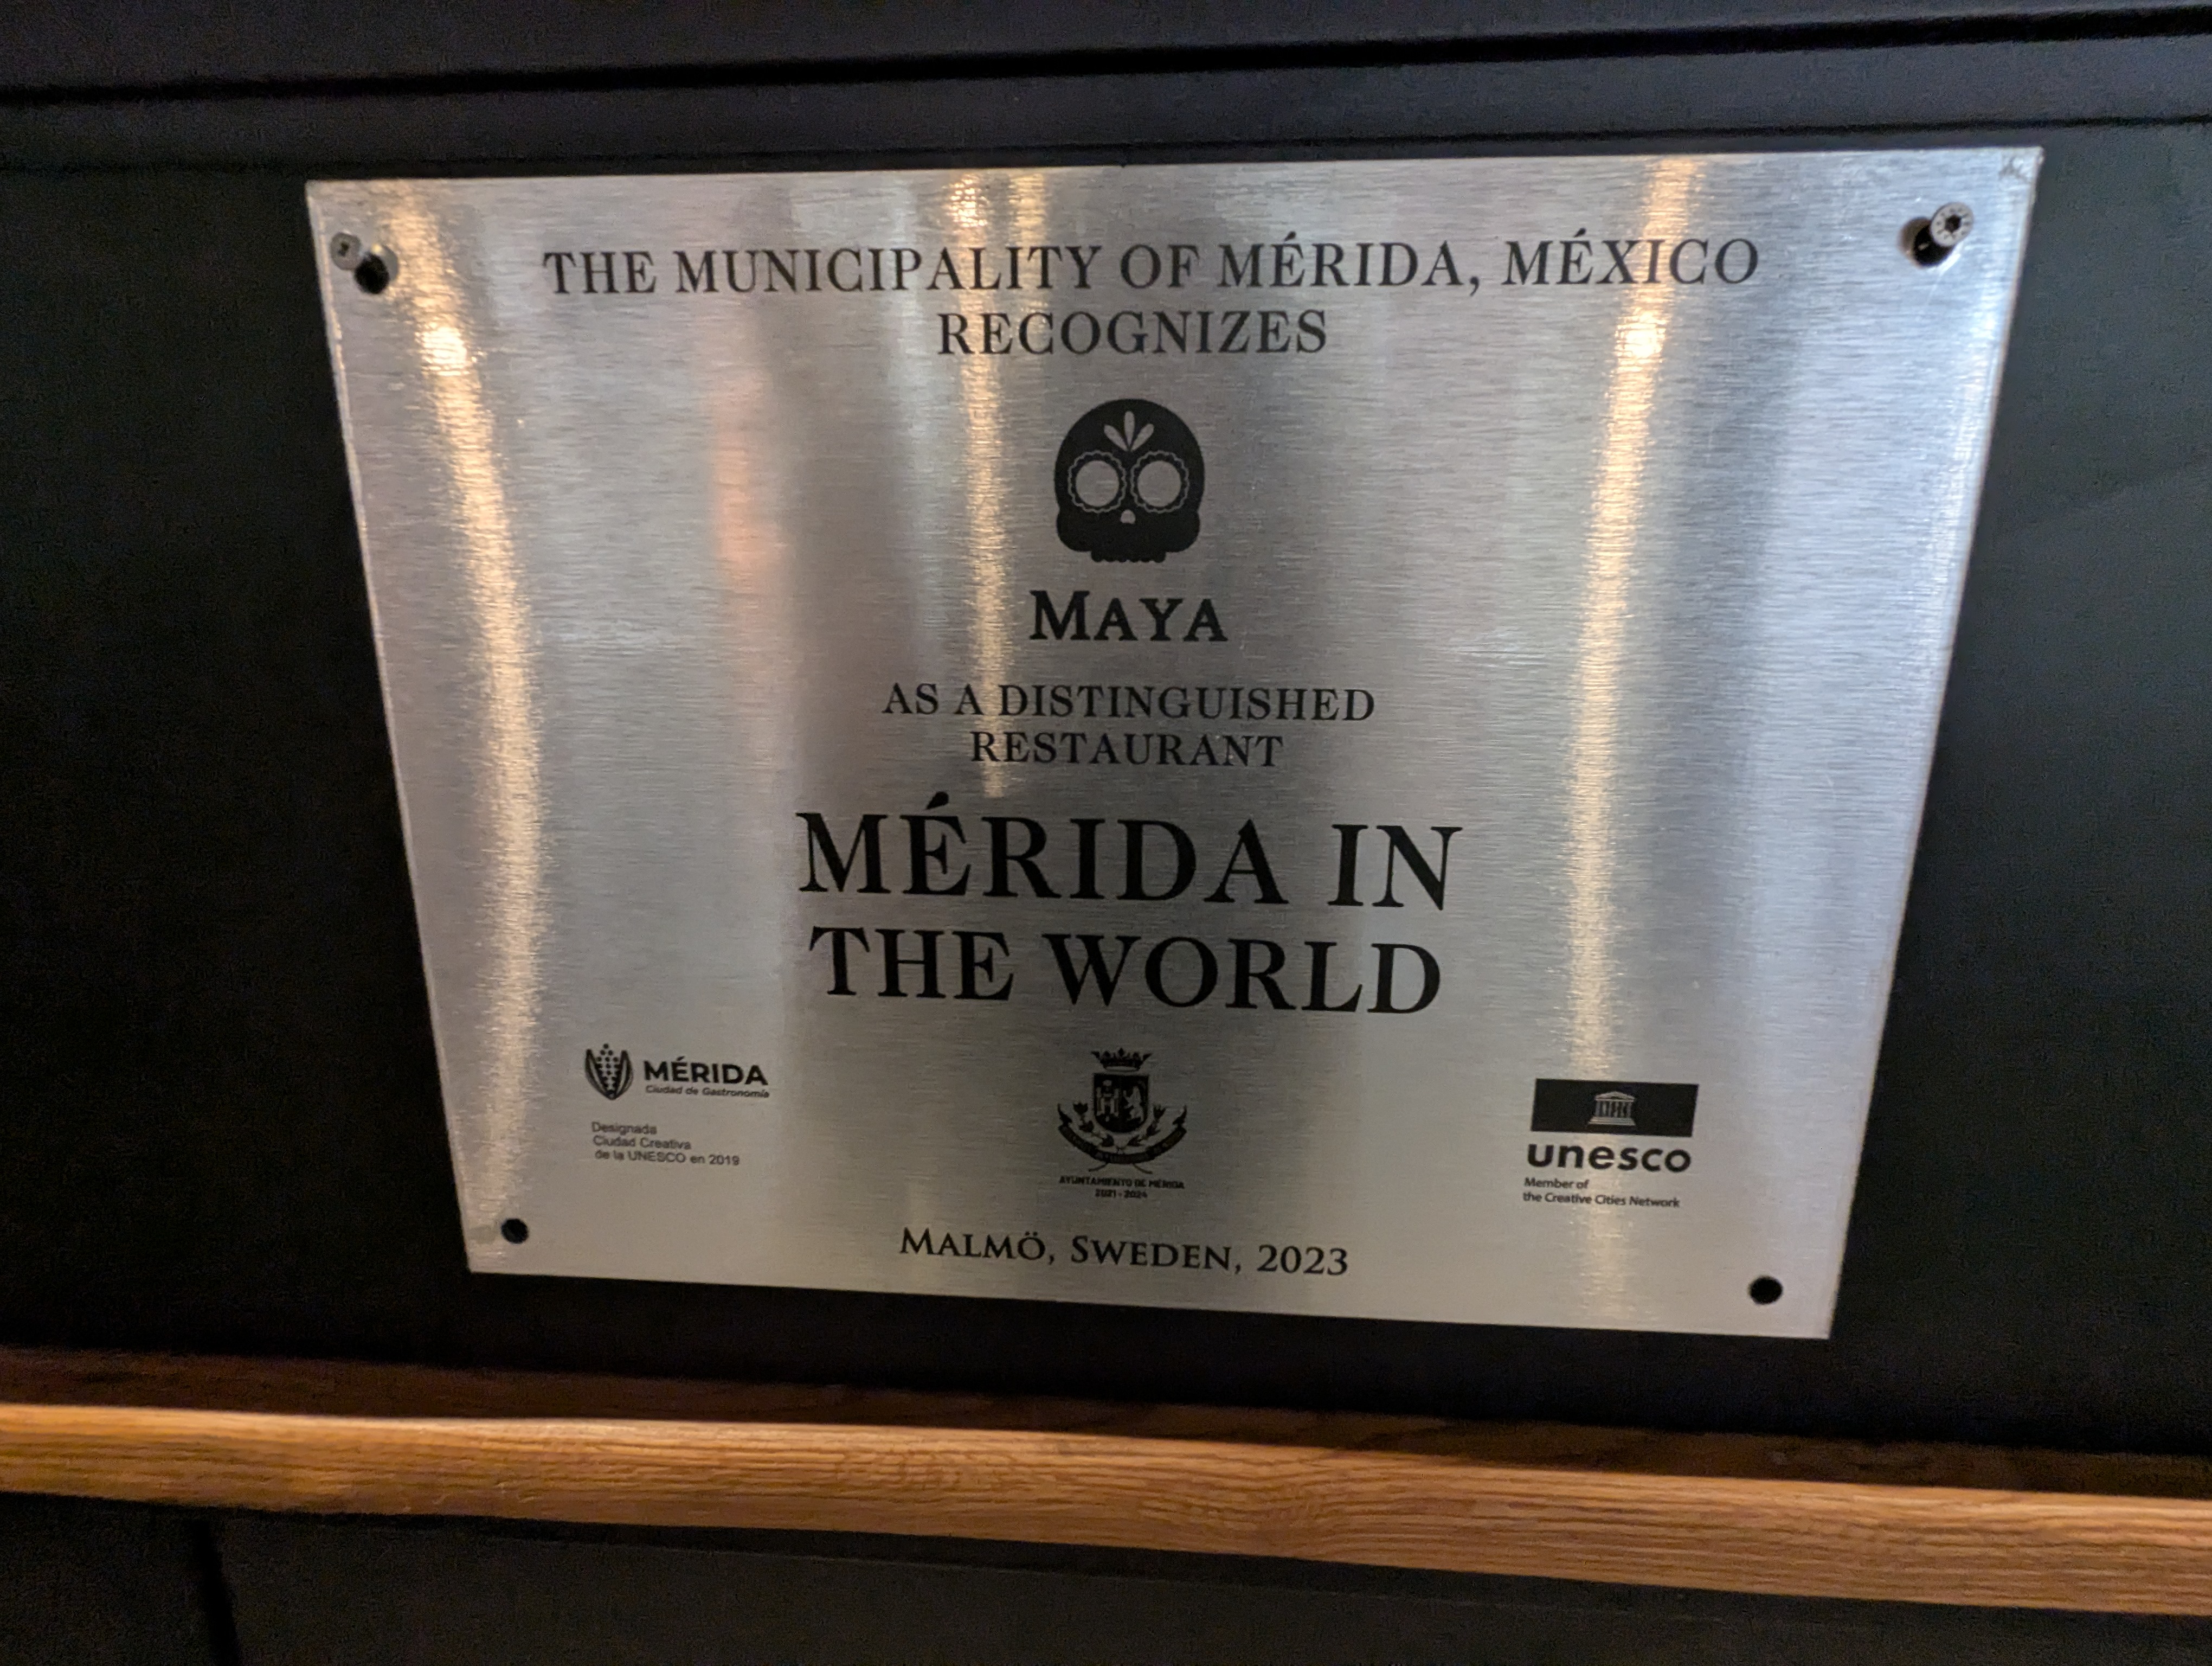 THE MUNICIPALITY OF MÉRIDA, MÉXICO
RECOGNIZES
MAYA
AS A DISTINGUISHED
RESTAURANT
MÉRIDA IN
THE WORLD
MÉRIDA
Ciudad de Gastronomía
Designada
Ciudad Creativa
de la UNESCO en 2019
AYUNTAMIENTO DE MÉRIDA
2021 - 2024
unesco
Member of
the Creative Cities Network
MALMÖ, SWEDEN, 2023